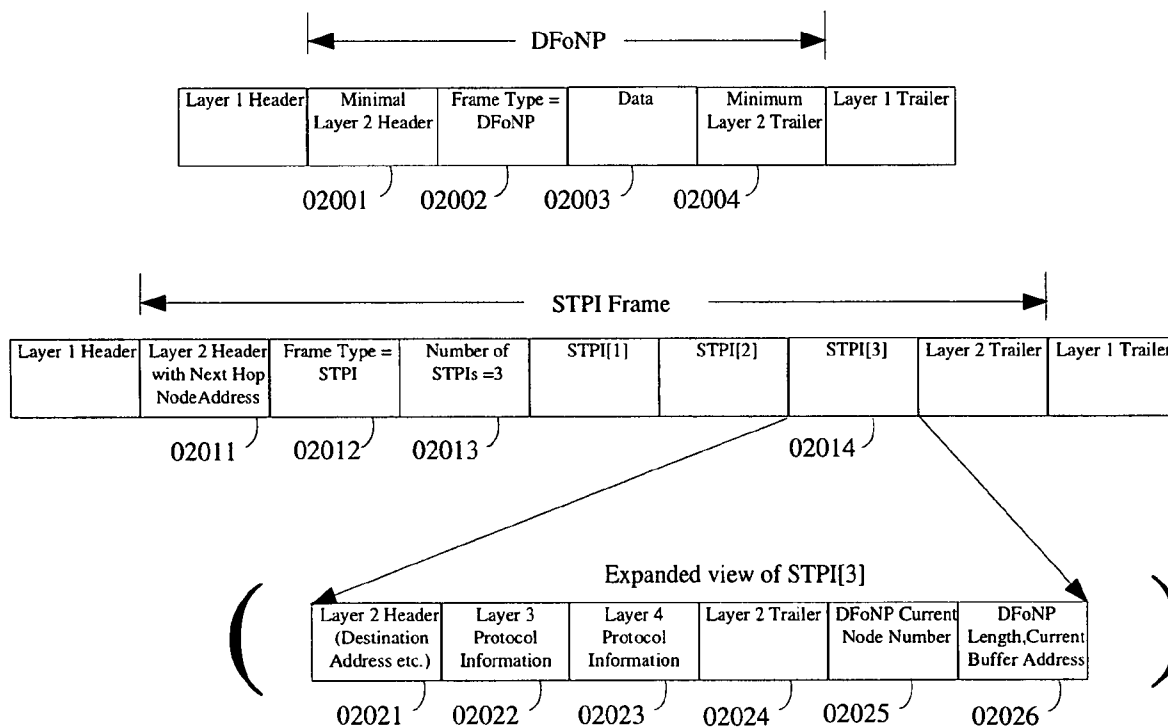 DFoNP
Layer 1 Header
Minimal
Layer 2 Header
Frame Type =
DFoNP
Data
Minimum
Layer 2 Trailer
Layer 1 Trailer
02001
02002
02003
02004
STPI Frame
Layer 1 Header
Layer 2 Header
with Next Hop
NodeAddress
Frame Type =
STPI
Number of
STPIs =3
STPI[1]
STPI[2]
STPI[3]
Layer 2 Trailer
Layer 1 Trailer
02011
02012
02013
02014
Expanded view of STPI[3]
(
Layer 2 Header
(Destination
Address etc.)
Layer 3
Protocol
Information
Layer 4
Protocol
Information
Layer 2 Trailer
DFoNP Current
Node Number
DFoNP
Length,Current
Buffer Address
)
02021
02022
02023
02024
02025
02026